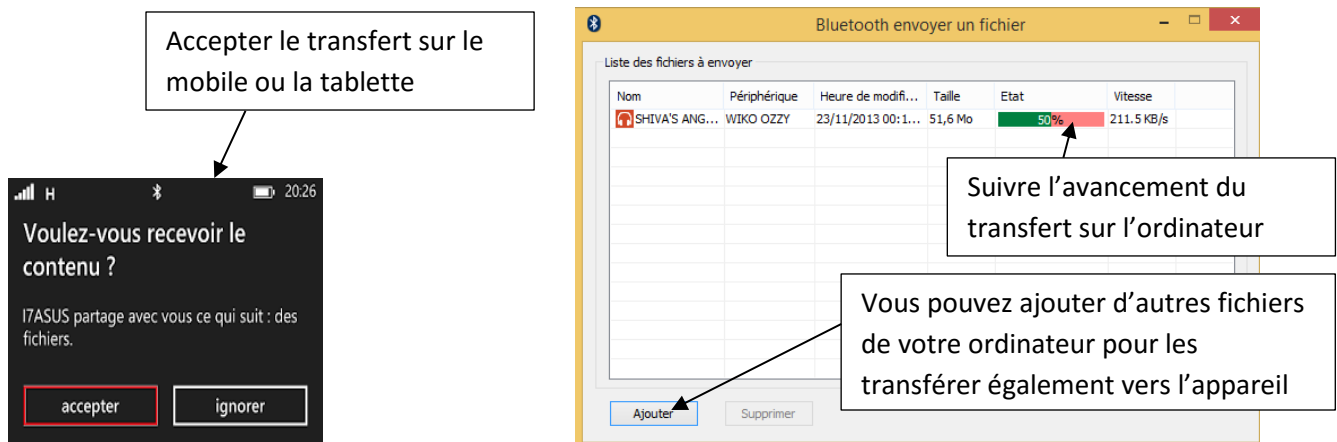 Accepter le transfert sur le
mobile ou la tablette
H 20:26
Voulez-vous recevoir le
contenu ?
I7ASUS partage avec vous ce qui suit : des
fichiers.
accepter ignorer
Bluetooth envoyer un fichier
Liste des fichiers à envoyer
Nom Périphérique Heure de modifi... Taille Etat Vitesse
SHIVA'S ANG... WIKO OZZY 23/11/2013 00:1... 51,6 Mo 50% 211.5 KB/s
Suivre l'avancement du
transfert sur l'ordinateur
Vous pouvez ajouter d'autres fichiers
de votre ordinateur pour les
transférer également vers l'appareil
Ajouter Supprimer